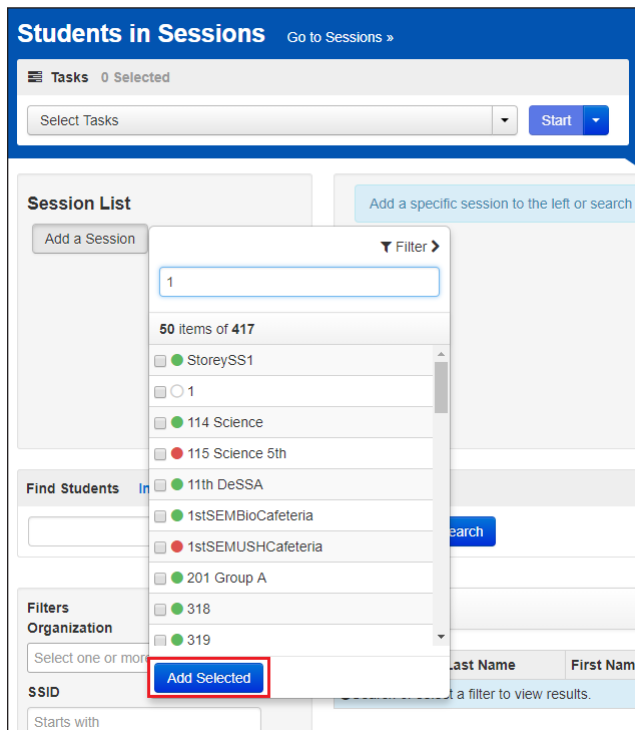 Students in Sessions Go to Sessions »
Tasks 0 Selected
Select Tasks
Start
Session List
Add a specific session to the left or search
Add a Session
Filter
1
50 items of 417
StoreySS1
1
114 Science
115 Science 5th
11th DeSSA
1stSEMBioCafeteria
1stSEMUSHCafeteria
201 Group A
318
319
Add Selected
Find Students In
earch
Filters
Organization
Select one or more
Last Name First Nam
a filter to view results.
SSID
Starts with